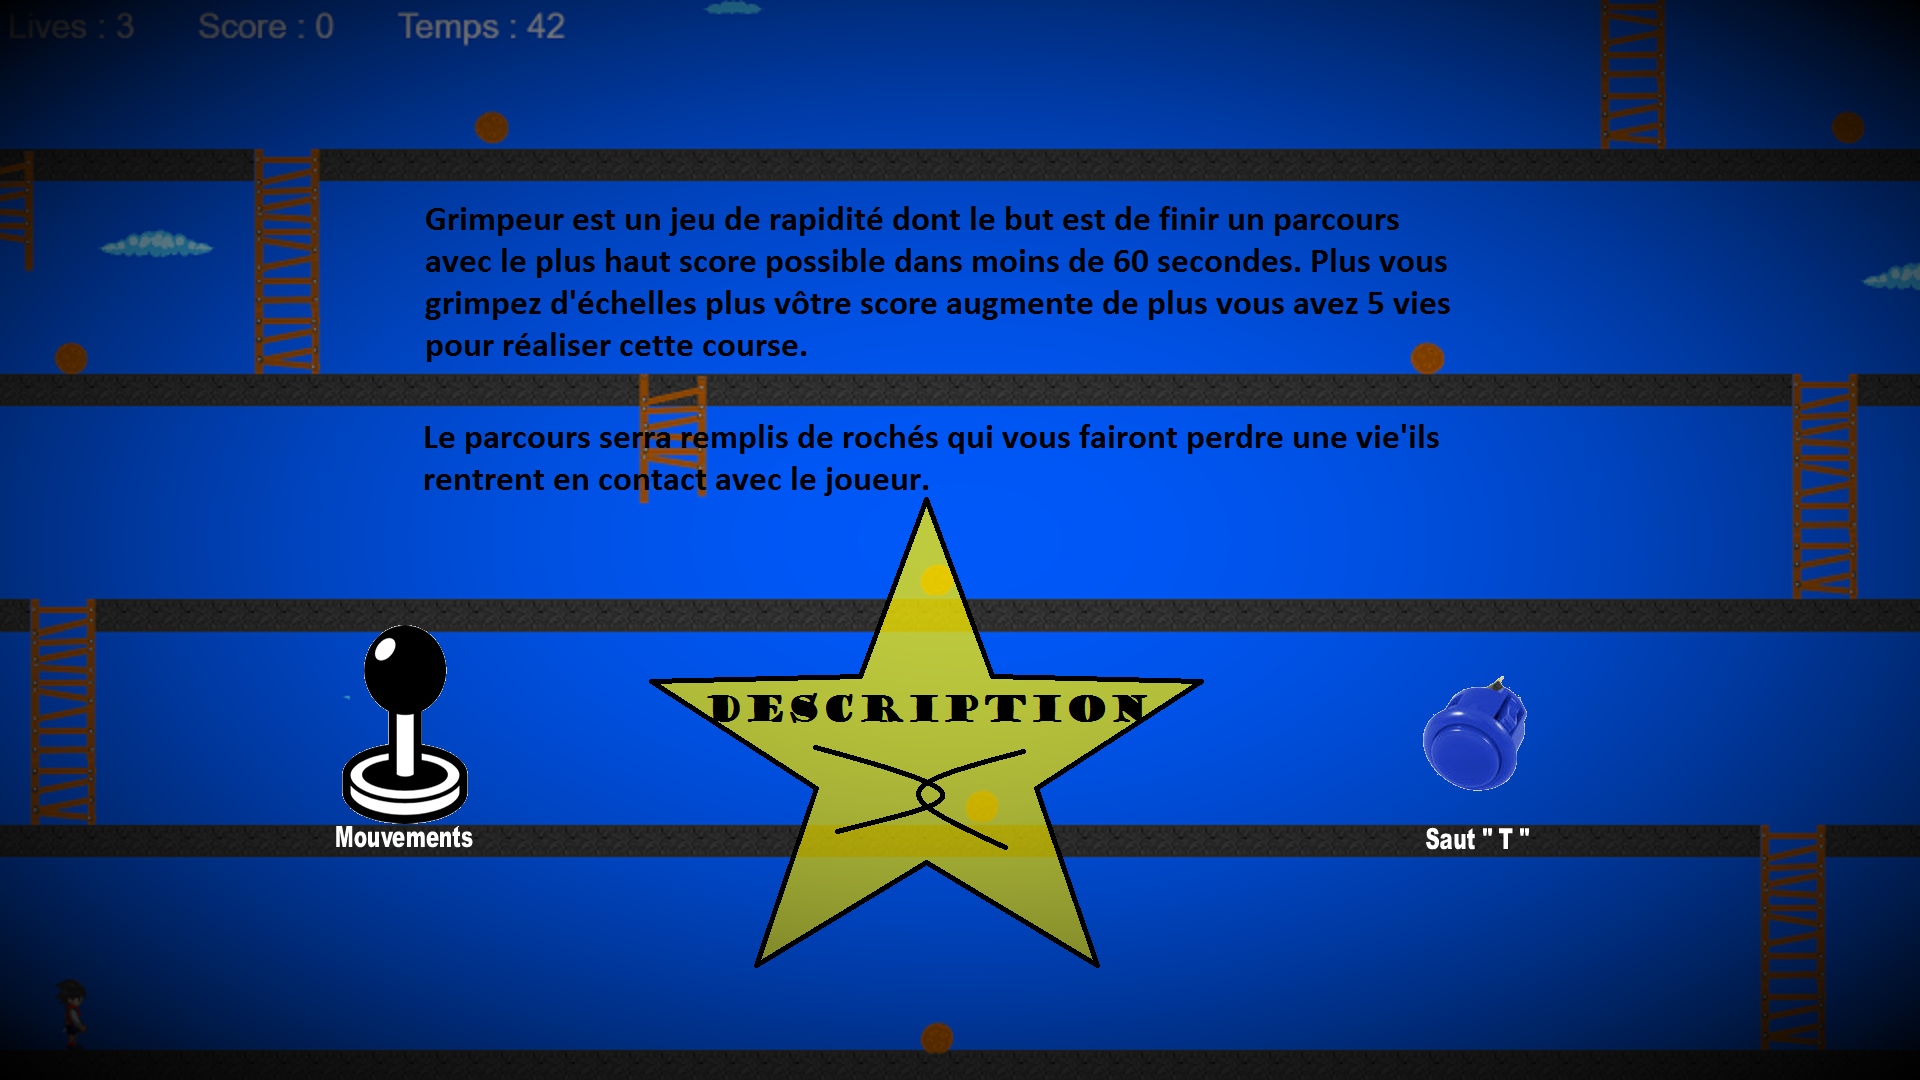 Lives : 3 Score : 0 Temps : 42
Grimpeur est un jeu de rapidité dont le but est de finir un parcours
avec le plus haut score possible dans moins de 60 secondes. Plus vous
grimpez d'échelles plus vôtre score augmente de plus vous avez 5 vies
pour réaliser cette course.
Le parcours serra remplis de rochés qui vous fairont perdre une vie'ils
rentrent en contact avec le joueur.
DESCRIPTION
Mouvements
Saut " T "